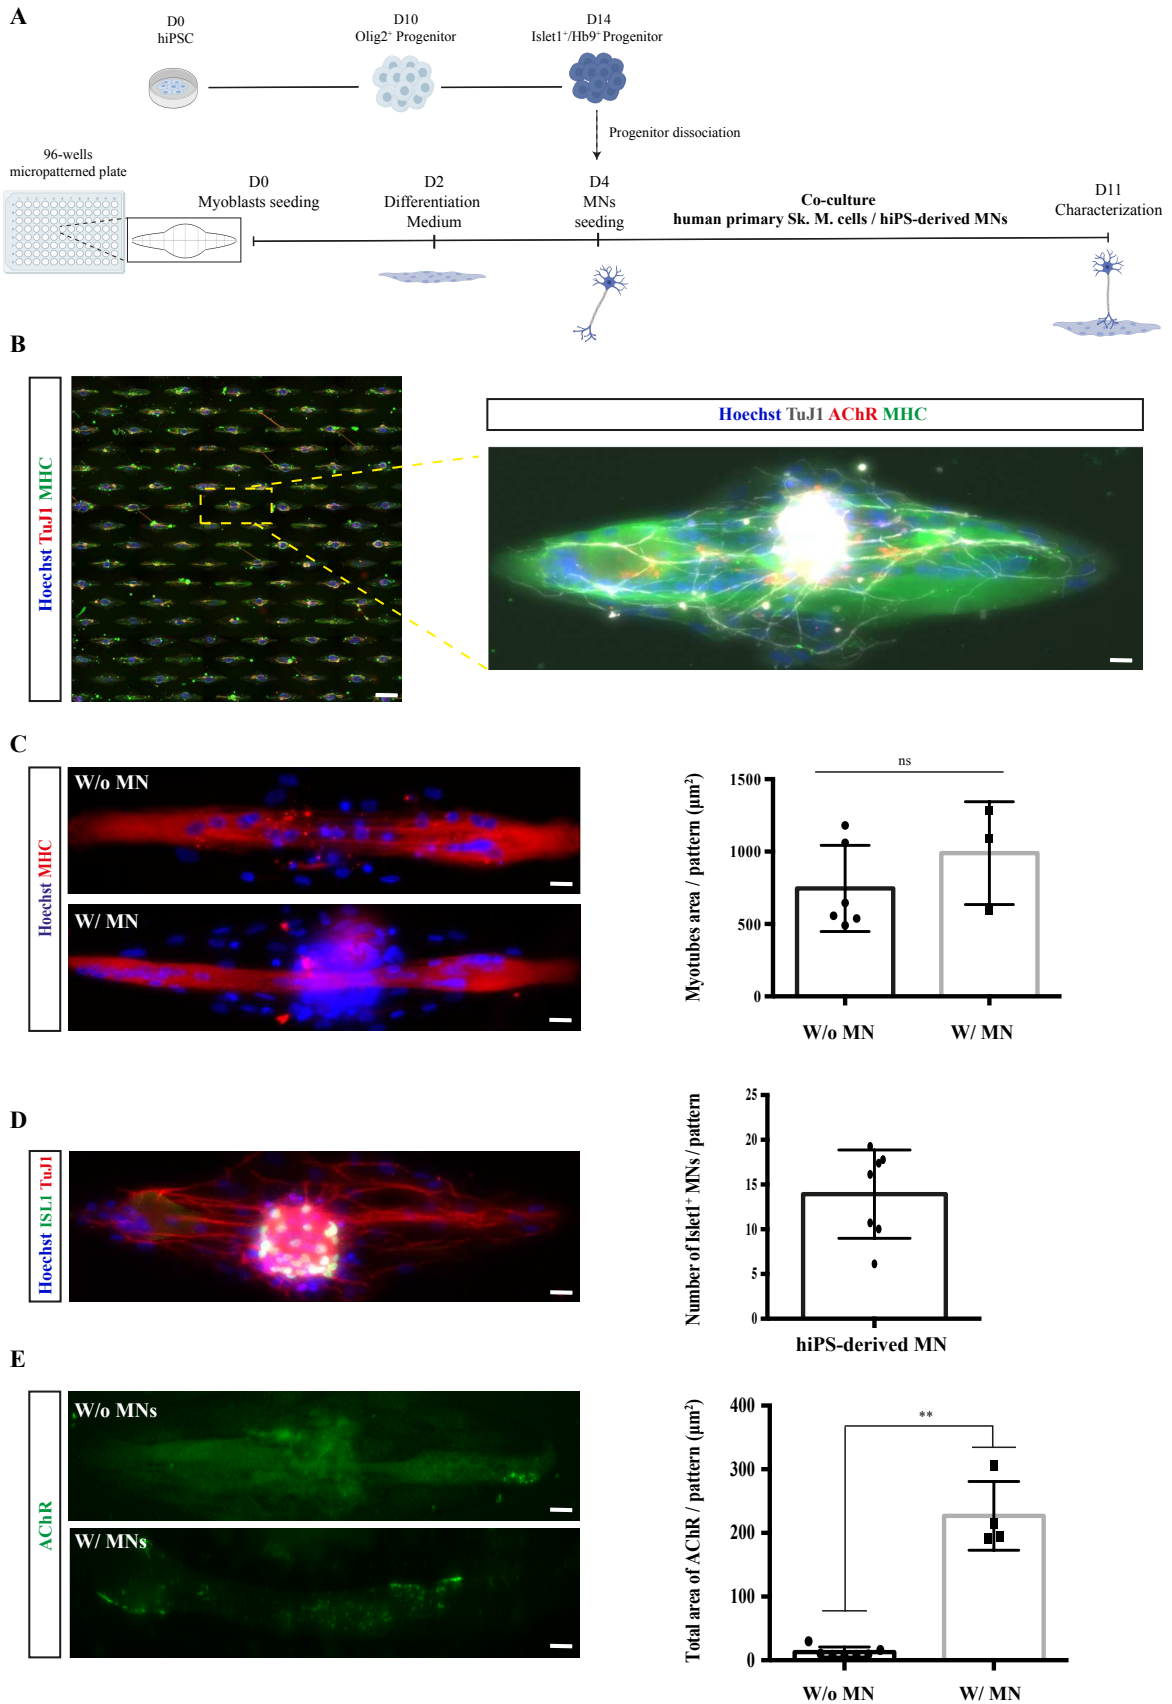 A
D0
hiPSC
D10
Olig2+ Progenitor
D14
Islet1+/Hb9+ Progenitor
Progenitor dissociation
96-wells
micropatterned plate
D0
Myoblasts seeding
D2
Differentiation
Medium
D4
MNs
seeding
Co-culture
human primary Sk. M. cells / hiPS-derived MNs
D11
Characterization
B
Hoechst TuJ1 MHC
Hoechst TuJ1 AChR MHC
C
Hoechst MHC
W/o MN
W/ MN
Myotubes area / pattern (µm²)
1500
1000
500
0
ns
W/o MN
W/ MN
D
Hoechst ISL1 TuJ1
Number of Islet1+ MNs / pattern
25
20
15
10
5
0
hiPS-derived MN
E
AChR
W/o MNs
W/ MNs
Total area of AChR / pattern (µm²)
400
300
200
100
0
**
W/o MN
W/ MN